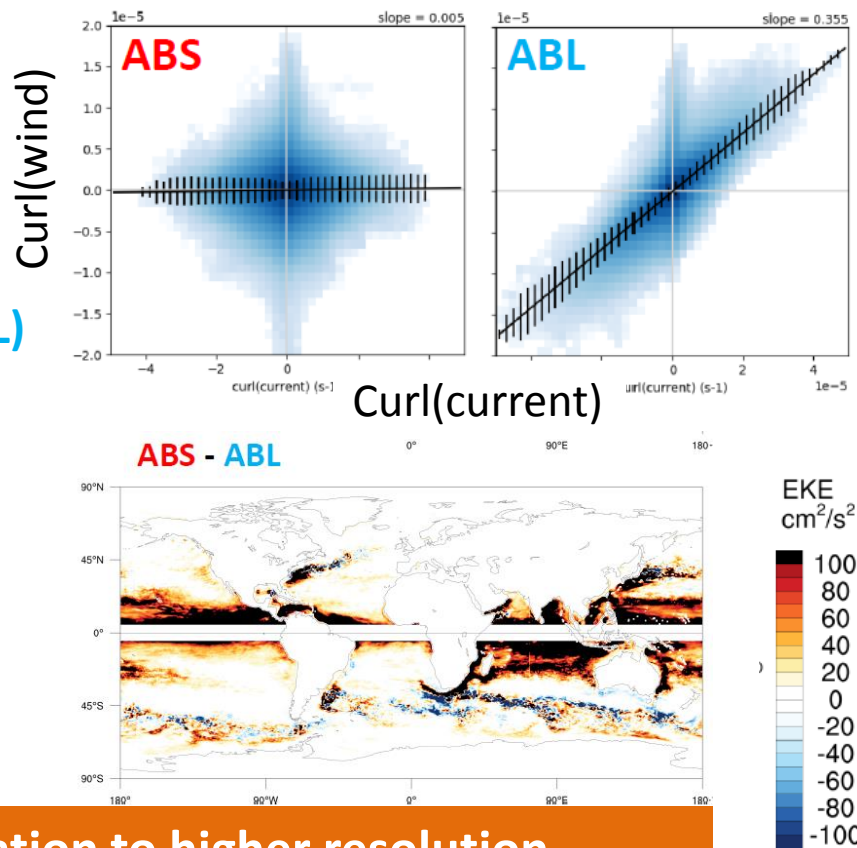 1e−5
slope = 0.005
ABS
2.0
1.5
1.0
0.5
0.0
−0.5
−1.0
−1.5
−2.0
Curl(wind)
−4
−2
0
curl(current) (s-1
1e−5
slope = 0.355
ABL
0
2
4
url(current) (s-1)
1e−5
L)
Curl(current)
ABS - ABL
0°
90°E
180°
90°N
45°N
0°
45°S
90°S
180°
90°W
0°
90°E
180°
EKE
cm²/s²
100
80
60
40
20
0
-20
-40
-60
-80
-100
ation to higher resolution